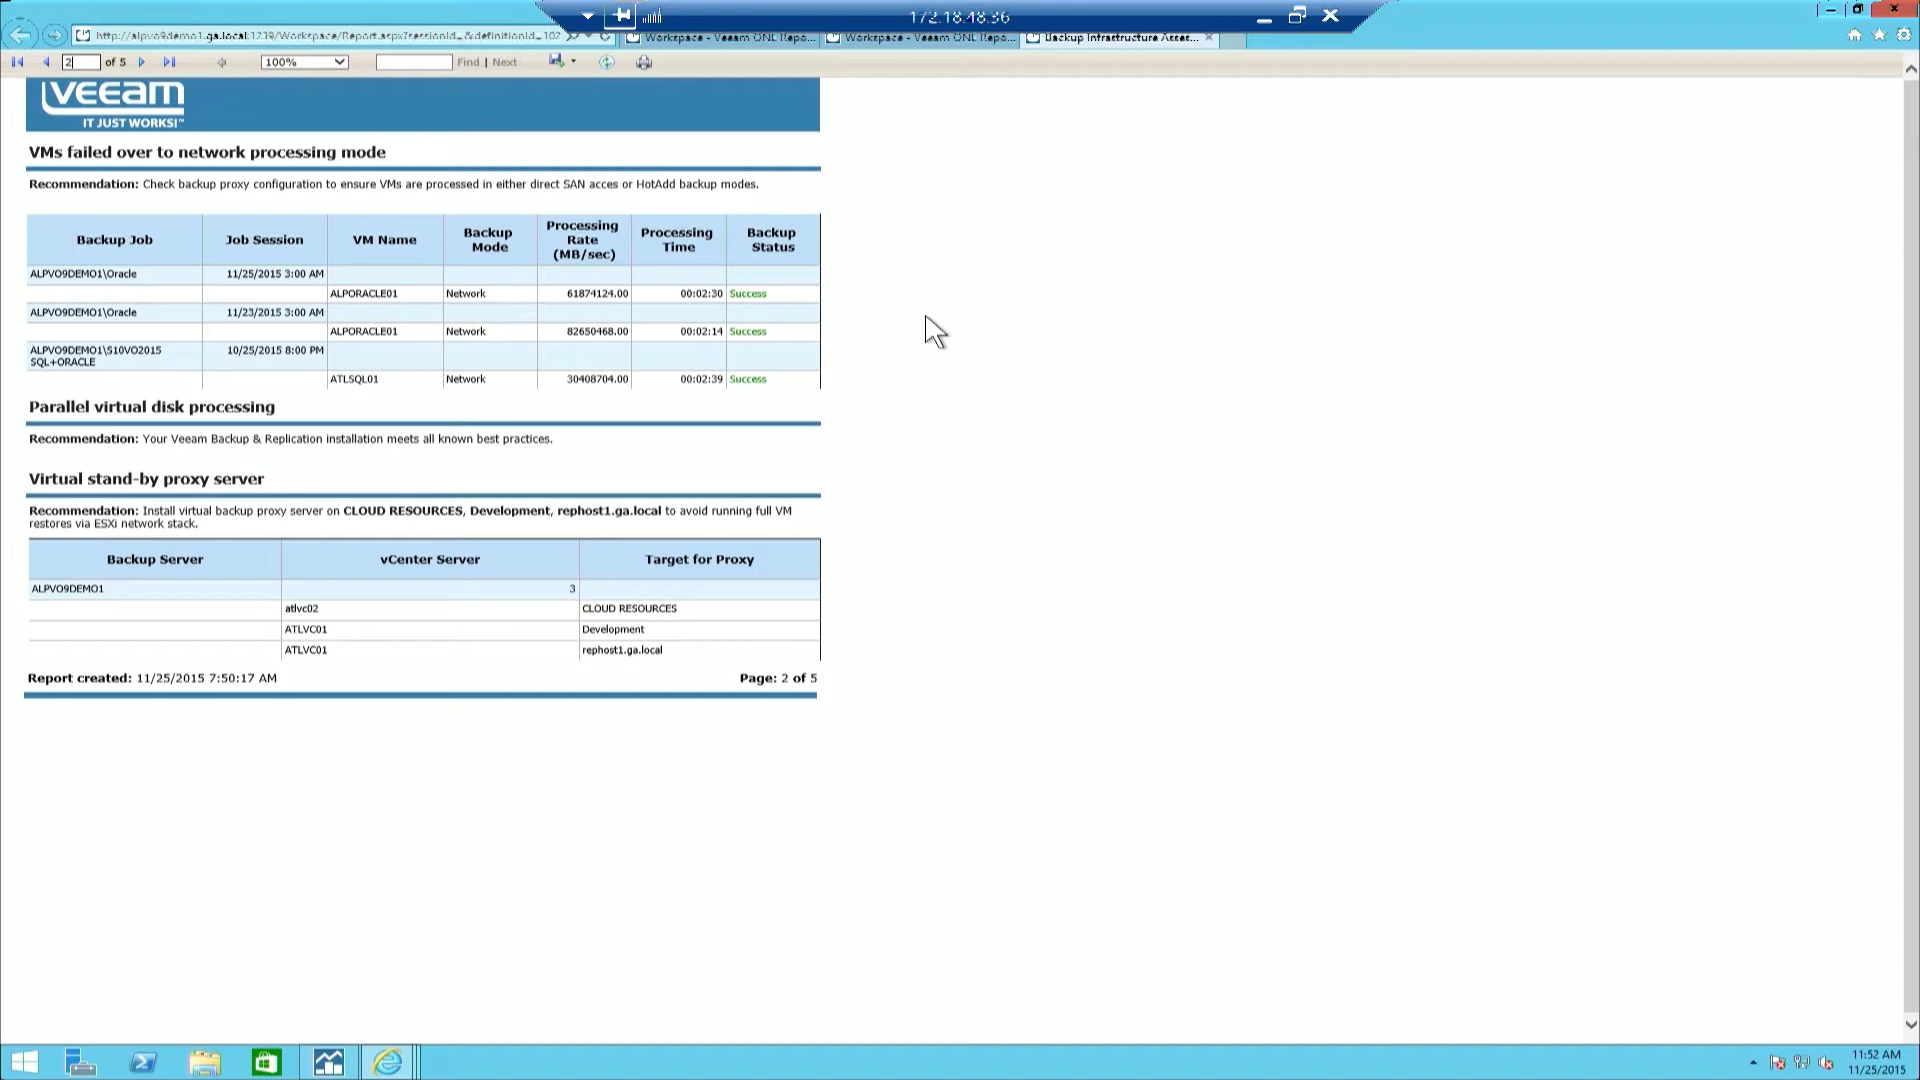 172.18.48.36
Workspace - Veeam ONE Repo...
Workspace - Veeam ONE Repo...
Backup Infrastructure Asses...
2
of 5
100%
Find | Next
veeam
IT JUST WORKS!™
VMs failed over to network processing mode
Recommendation: Check backup proxy configuration to ensure VMs are processed in either direct SAN acces or HotAdd backup modes.
Backup Job Job Session VM Name Backup Mode Processing Rate (MB/sec) Processing Time Backup Status
ALPVO9DEMO1\Oracle 11/25/2015 3:00 AM
ALPORACLE01 Network 61874124.00 00:02:30 Success
ALPVO9DEMO1\Oracle 11/23/2015 3:00 AM
ALPORACLE01 Network 82650468.00 00:02:14 Success
ALPVO9DEMO1\S10VO2015 10/25/2015 8:00 PM
SQL+ORACLE
ATLSQL01 Network 30408704.00 00:02:39 Success
Parallel virtual disk processing
Recommendation: Your Veeam Backup & Replication installation meets all known best practices.
Virtual stand-by proxy server
Recommendation: Install virtual backup proxy server on CLOUD RESOURCES, Development, rephost1.ga.local to avoid running full VM
restores via ESXi network stack.
Backup Server vCenter Server Target for Proxy
ALPVO9DEMO1 3
atlvc02 CLOUD RESOURCES
ATLVC01 Development
ATLVC01 rephost1.ga.local
Report created: 11/25/2015 7:50:17 AM Page: 2 of 5
11:52 AM
11/25/2015